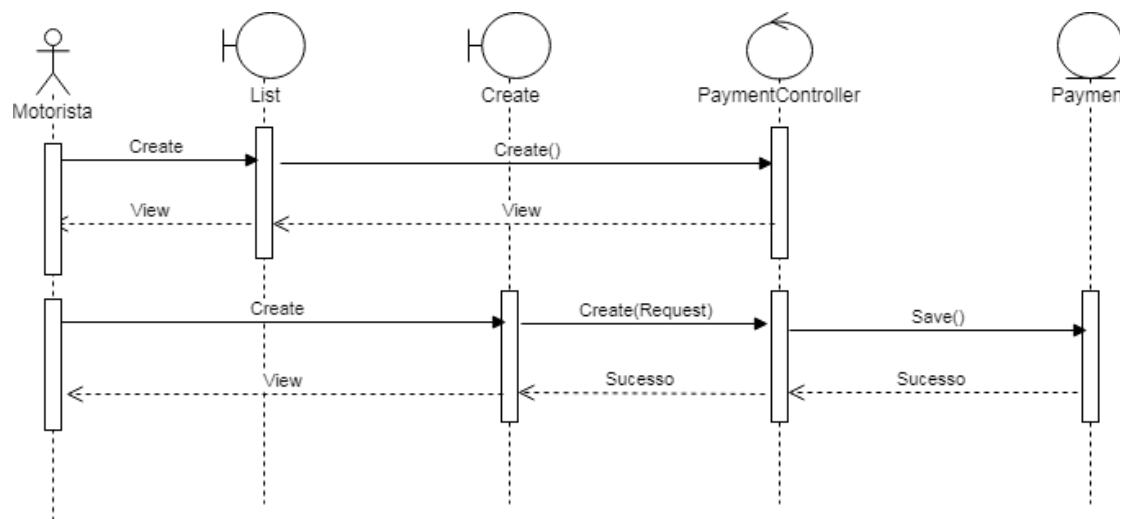 Motorista
List
Create
PaymentController
Paymen
Create
Create()
View
View
Create
Create(Request)
Save()
View
Sucesso
Sucesso